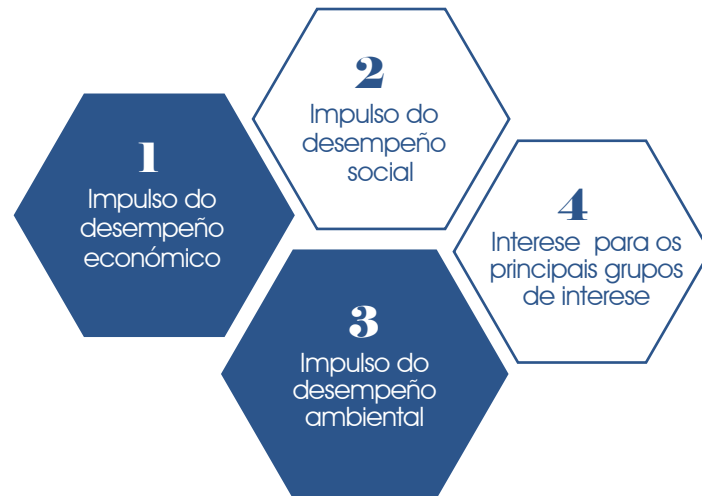 1
Impulso do
desempeño
económico
2
Impulso do
desempeño
social
3
Impulso do
desempeño
ambiental
4
Interese para os
principais grupos
de interese